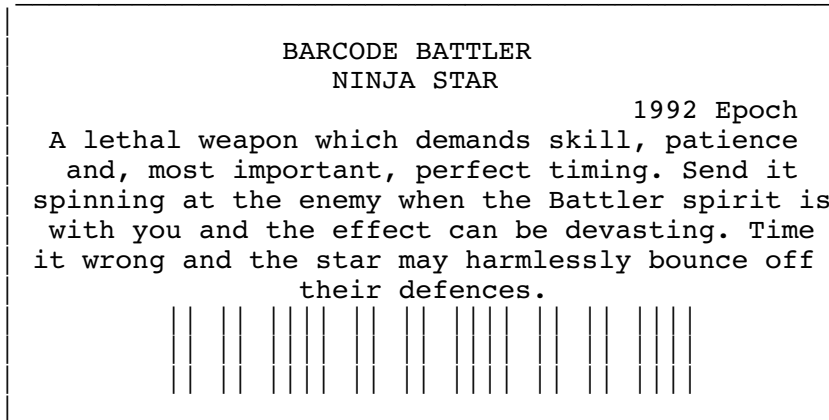 BARCODE BATTLER
NINJA STAR
1992 Epoch
A lethal weapon which demands skill, patience
and, most important, perfect timing. Send it
spinning at the enemy when the Battler spirit is
with you and the effect can be devasting. Time
it wrong and the star may harmlessly bounce off
their defences.